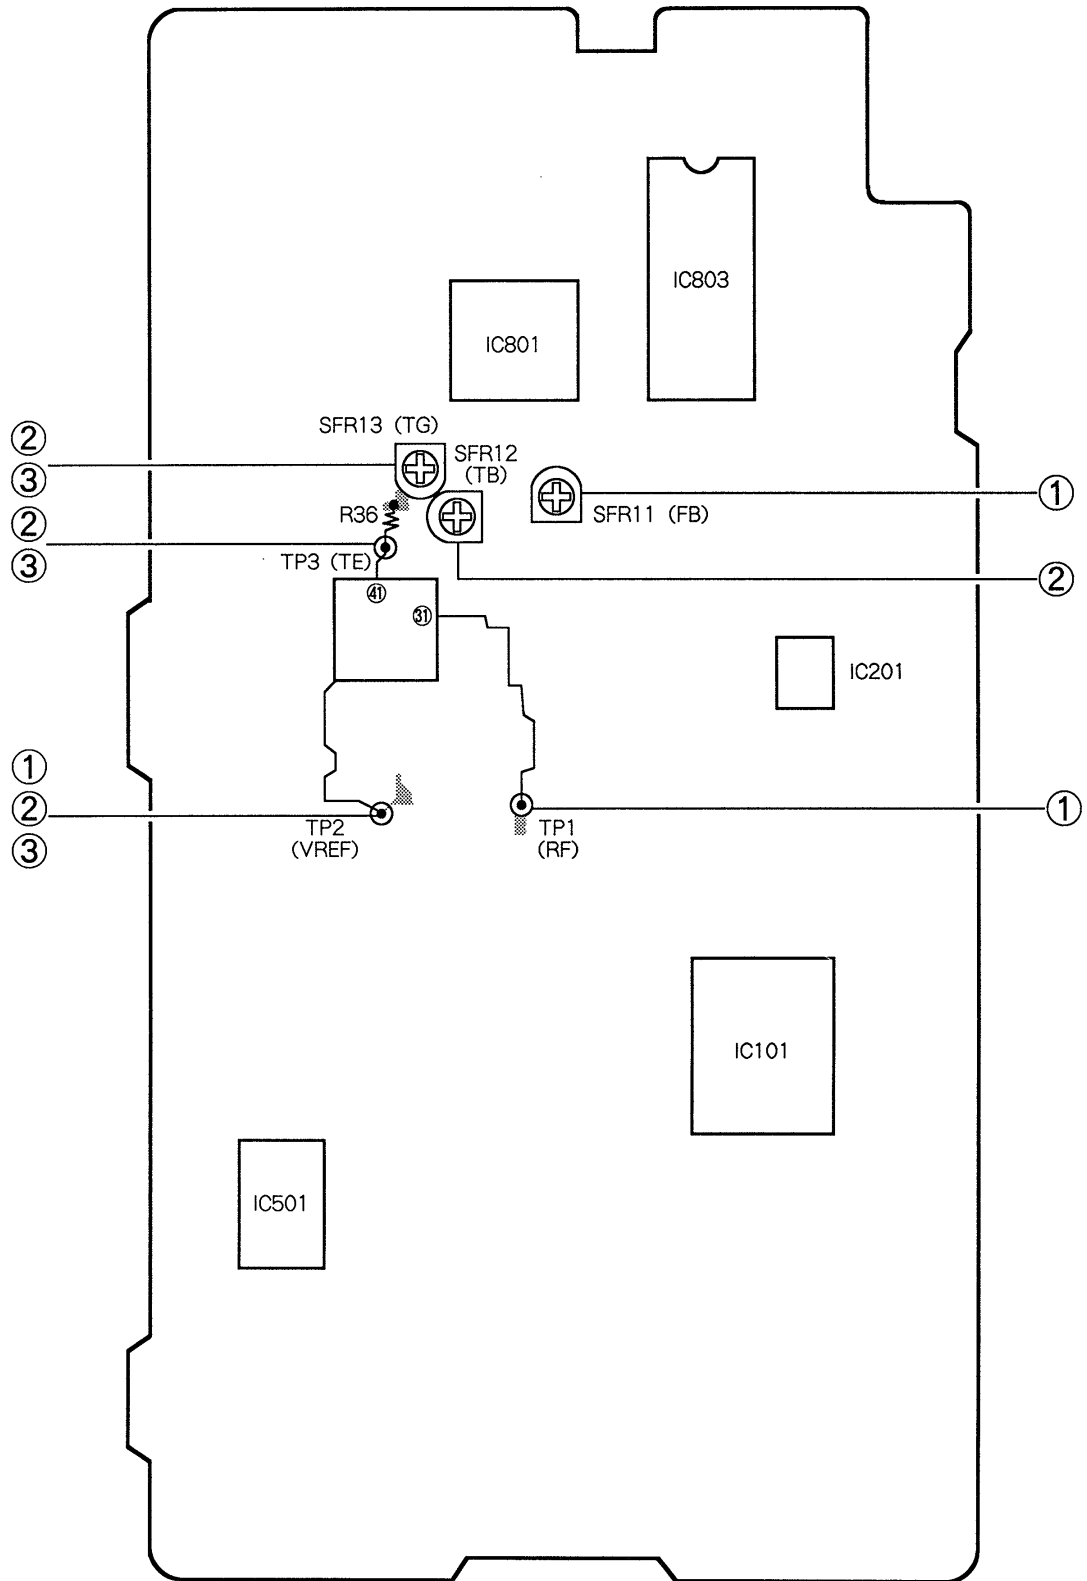 IC803
IC801
SFR13 (TG)
②
③
SFR12
(TB)
①
SFR11 (FB)
R36
②
③
TP3 (TE)
②
㊶
㉛
IC201
①
②
③
TP2
(VREF)
TP1
(RF)
①
IC101
IC501